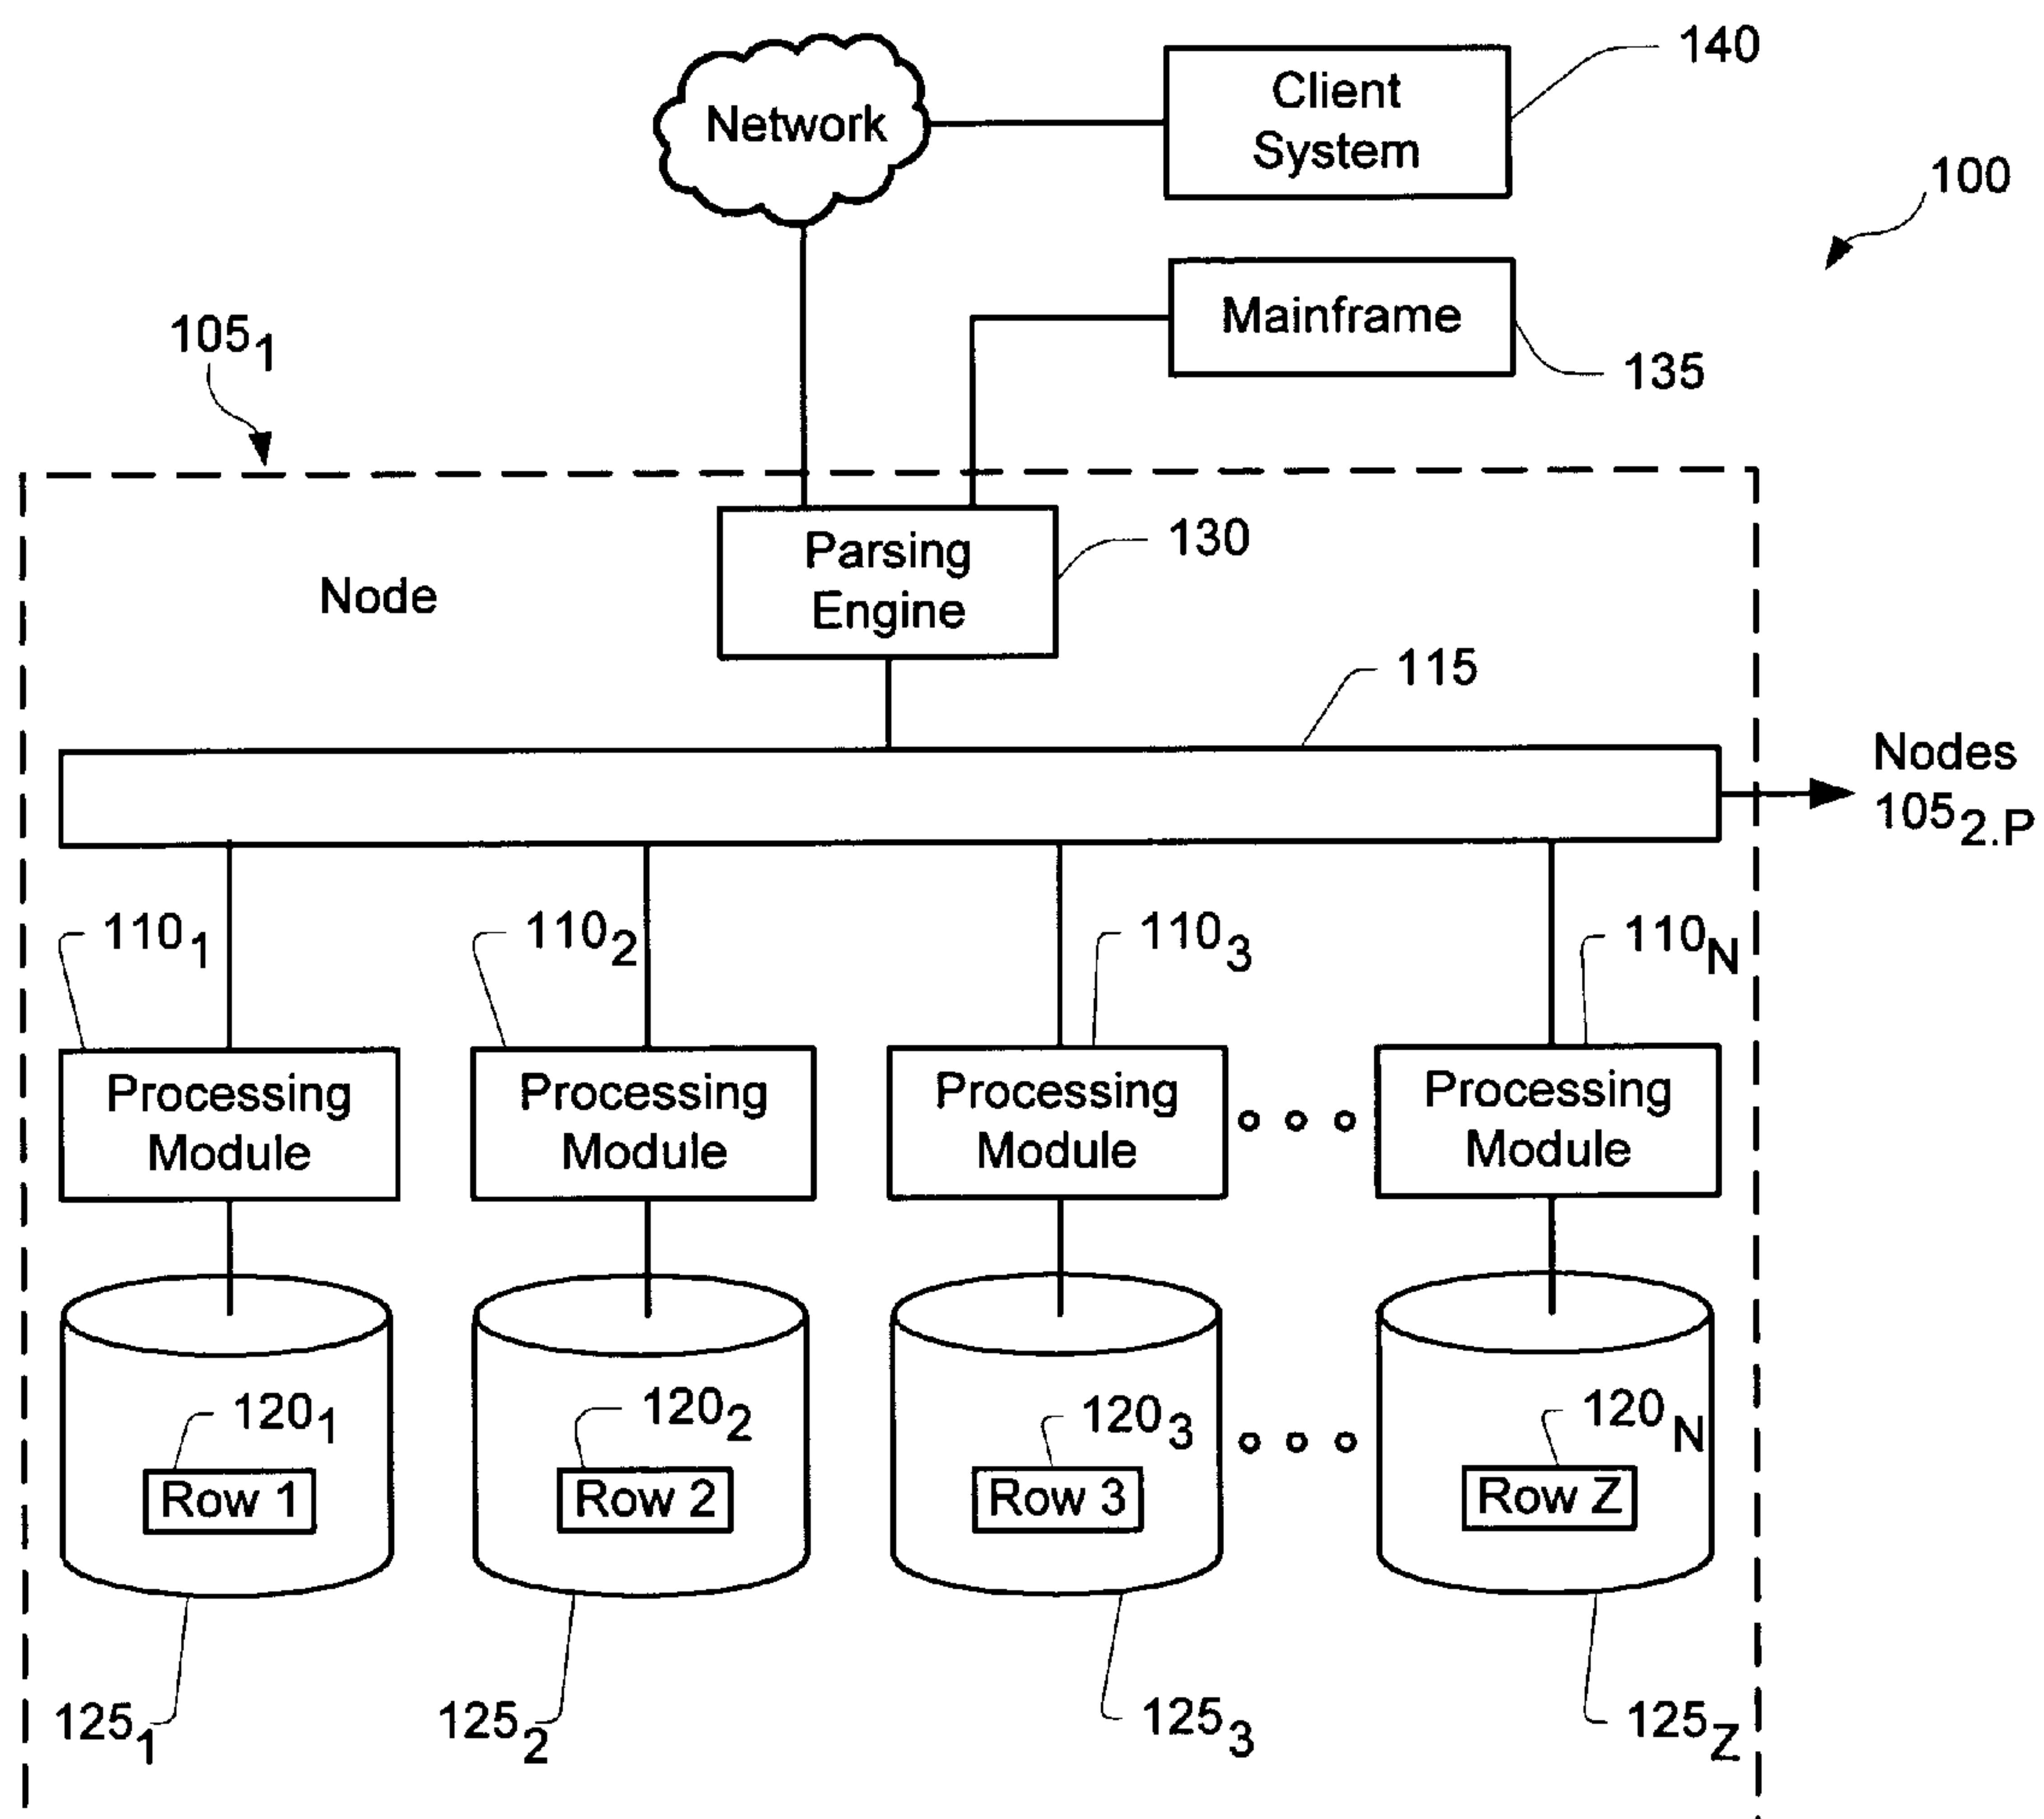 Network
Client
System
140
100
Mainframe
135
105₁
Parsing
Engine
130
Node
115
Nodes
105₂.P
110₁
110₂
110₃
110N
Processing
Module
Processing
Module
Processing
Module
Processing
Module
120₁
120₂
120₃
120N
Row 1
Row 2
Row 3
Row Z
125₁
125₂
125₃
125Z